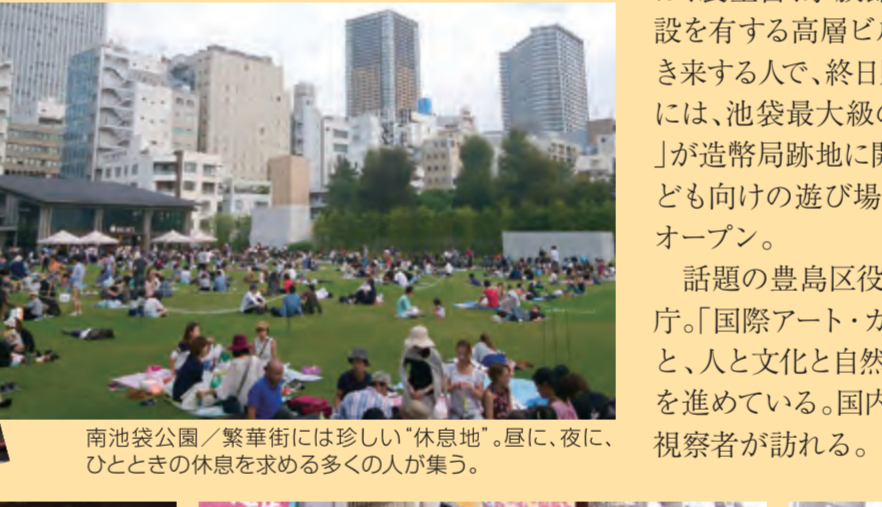 南池袋公園／繁華街には珍しい“休息地”。昼に、夜に、
ひとときの休息を求める多くの人が集う。
設を有する高層ビ
き来する人で、終日
には、池袋最大級の
」が造幣局跡地に開
ども向けの遊び場
オープン。
話題の豊島区役
庁。「国際アート・カ
と、人と文化と自然
を進めている。国内
視察者が訪れる。